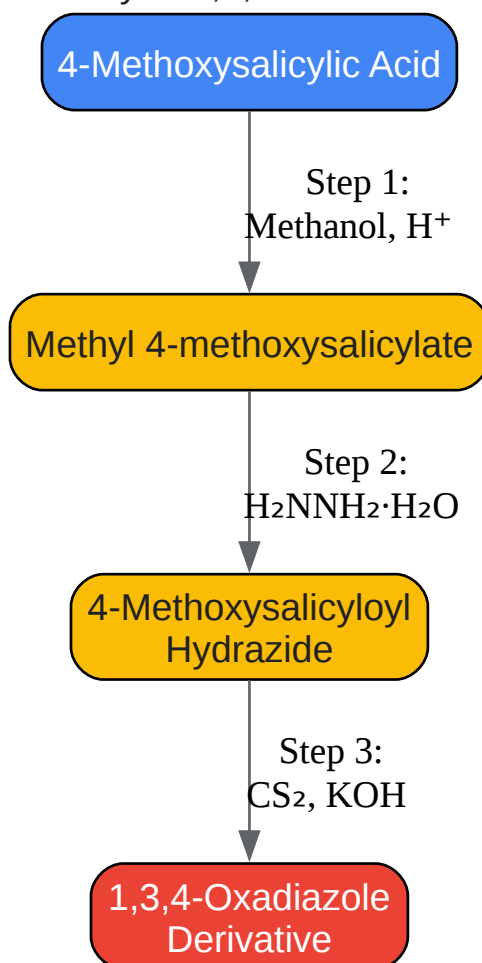 4-Methoxysalicylic Acid
Step 1:
Methanol, H⁺
Methyl 4-methoxysalicylate
Step 2:
H₂NNH₂·H₂O
4-Methoxysalicyloyl
Hydrazide
Step 3:
CS₂, KOH
1,3,4-Oxadiazole
Derivative